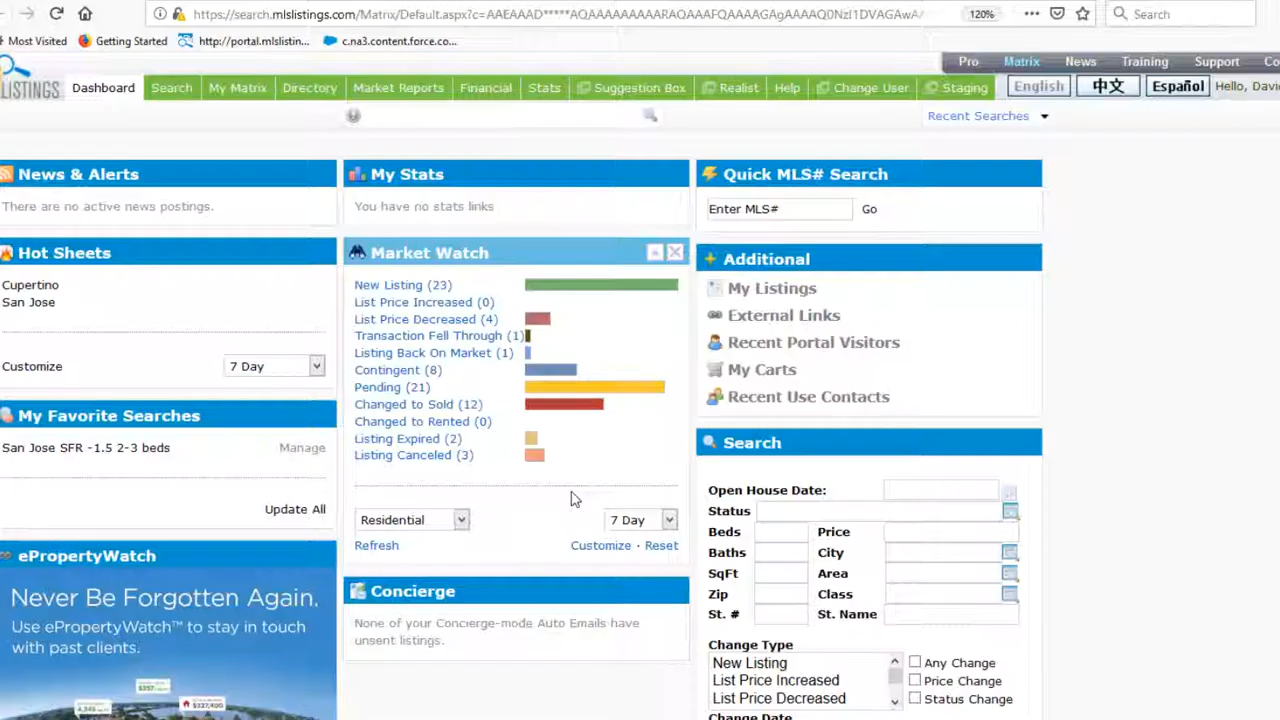 https://search.mlslistings.com/Matrix/Default.aspx?c=AAEAAAD*****AQAAAAAAAAARAQAAAFQAAAAGAgAAAAQ0NzI1DVAGAwA/
120%
Search
Most Visited
Getting Started
http://portal.mlslistin...
c.na3.content.force.co...
Pro Matrix News Training Support Co
LISTINGS
Dashboard Search My Matrix Directory Market Reports Financial Stats Suggestion Box Realist Help Change User Staging
English 中文 Español Hello, Davi
Recent Searches
News & Alerts
There are no active news postings.
Hot Sheets
Cupertino
San Jose
Customize 7 Day
My Favorite Searches
San Jose SFR -1.5 2-3 beds Manage
Update All
ePropertyWatch
Never Be Forgotten Again.
Use ePropertyWatch™ to stay in touch
with past clients.
My Stats
You have no stats links
Market Watch
New Listing (23)
List Price Increased (0)
List Price Decreased (4)
Transaction Fell Through (1)
Listing Back On Market (1)
Contingent (8)
Pending (21)
Changed to Sold (12)
Changed to Rented (0)
Listing Expired (2)
Listing Canceled (3)
Residential 7 Day
Refresh Customize · Reset
Concierge
None of your Concierge-mode Auto Emails have
unsent listings.
Quick MLS# Search
Enter MLS# Go
Additional
My Listings
External Links
Recent Portal Visitors
My Carts
Recent Use Contacts
Search
Open House Date:
Status
Beds Price
Baths City
SqFt Area
Zip Class
St. # St. Name
Change Type
New Listing Any Change
List Price Increased Price Change
List Price Decreased Status Change
Change Date